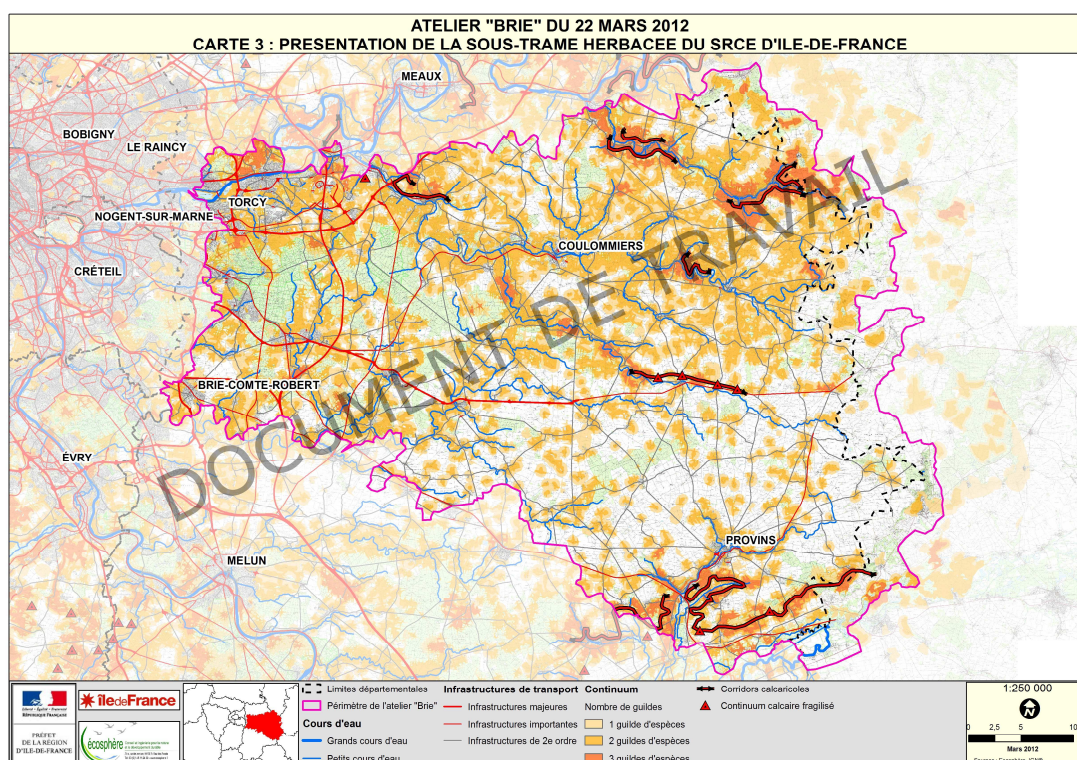 ATELIER "BRIE" DU 22 MARS 2012
CARTE 3 : PRESENTATION DE LA SOUS-TRAME HERBACEE DU SRCE D'ILE-DE-FRANCE
MEAUX
BOBIGNY
LE RAINCY
TORCY
NOGENT-SUR-MARNE
COULOMMIERS
CRÉTEIL
BRIE-COMTE-ROBERT
ÉVRY
PROVINS
MELUN
DOCUMENT DE TRAVAIL
RÉPUBLIQUE FRANÇAISE
PRÉFET
DE LA RÉGION
D'ILE-DE-FRANCE
îledeFrance
écosphère
Limites départementales
Périmètre de l'atelier "Brie"
Cours d'eau
Grands cours d'eau
Petits cours d'eau
Infrastructures de transport
Infrastructures majeures
Infrastructures importantes
Infrastructures de 2e ordre
Continuum
Nombre de guildes
1 guilde d'espèces
2 guildes d'espèces
3 guildes d'espèces
Corridors calcaricoles
Continuum calcaire fragilisé
1:250 000
0 2,5 5 10
Mars 2012